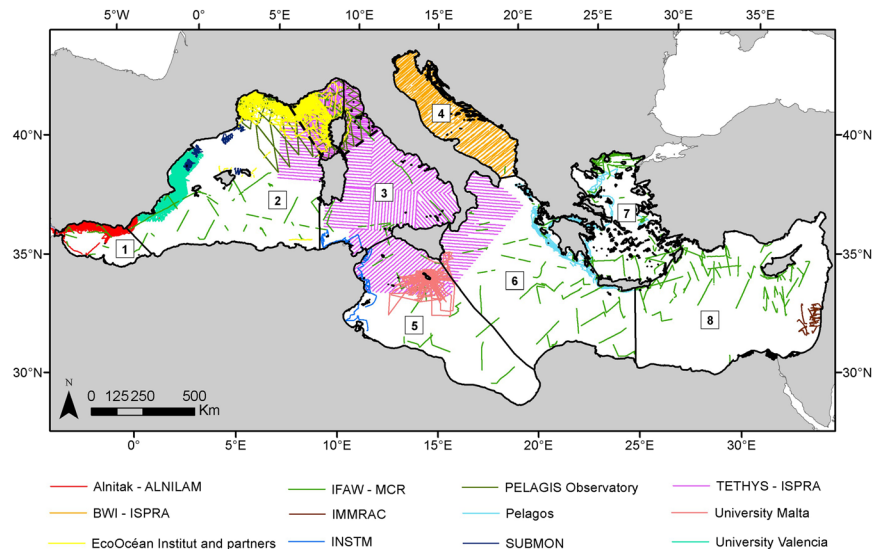 5°W 0° 5°E 10°E 15°E 20°E 25°E 30°E 35°E 40°E
40°N 40°N
35°N 35°N
30°N 30°N
1
2
3
4
5
6
7
8
N
0 125 250 500
Km
0° 5°E 10°E 15°E 20°E 25°E 30°E
Alnitak - ALNILAM IFAW - MCR PELAGIS Observatory TETHYS - ISPRA
BWI - ISPRA IMMRAC Pelagos University Malta
EcoOcéan Institut and partners INSTM SUBMON University Valencia